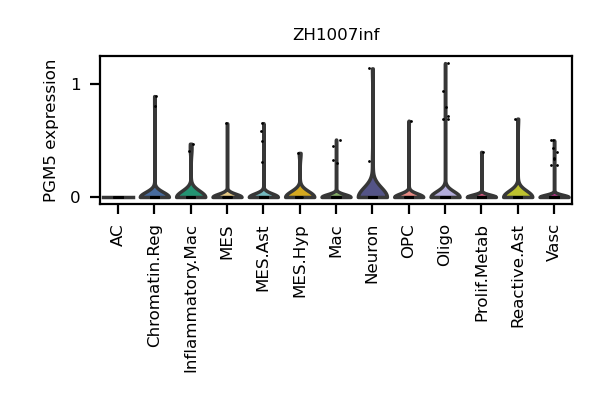 ZH1007inf
PGM5 expression
1
0
AC
Chromatin.Reg
Inflammatory.Mac
MES
MES.Ast
MES.Hyp
Mac
Neuron
OPC
Oligo
Prolif.Metab
Reactive.Ast
Vasc